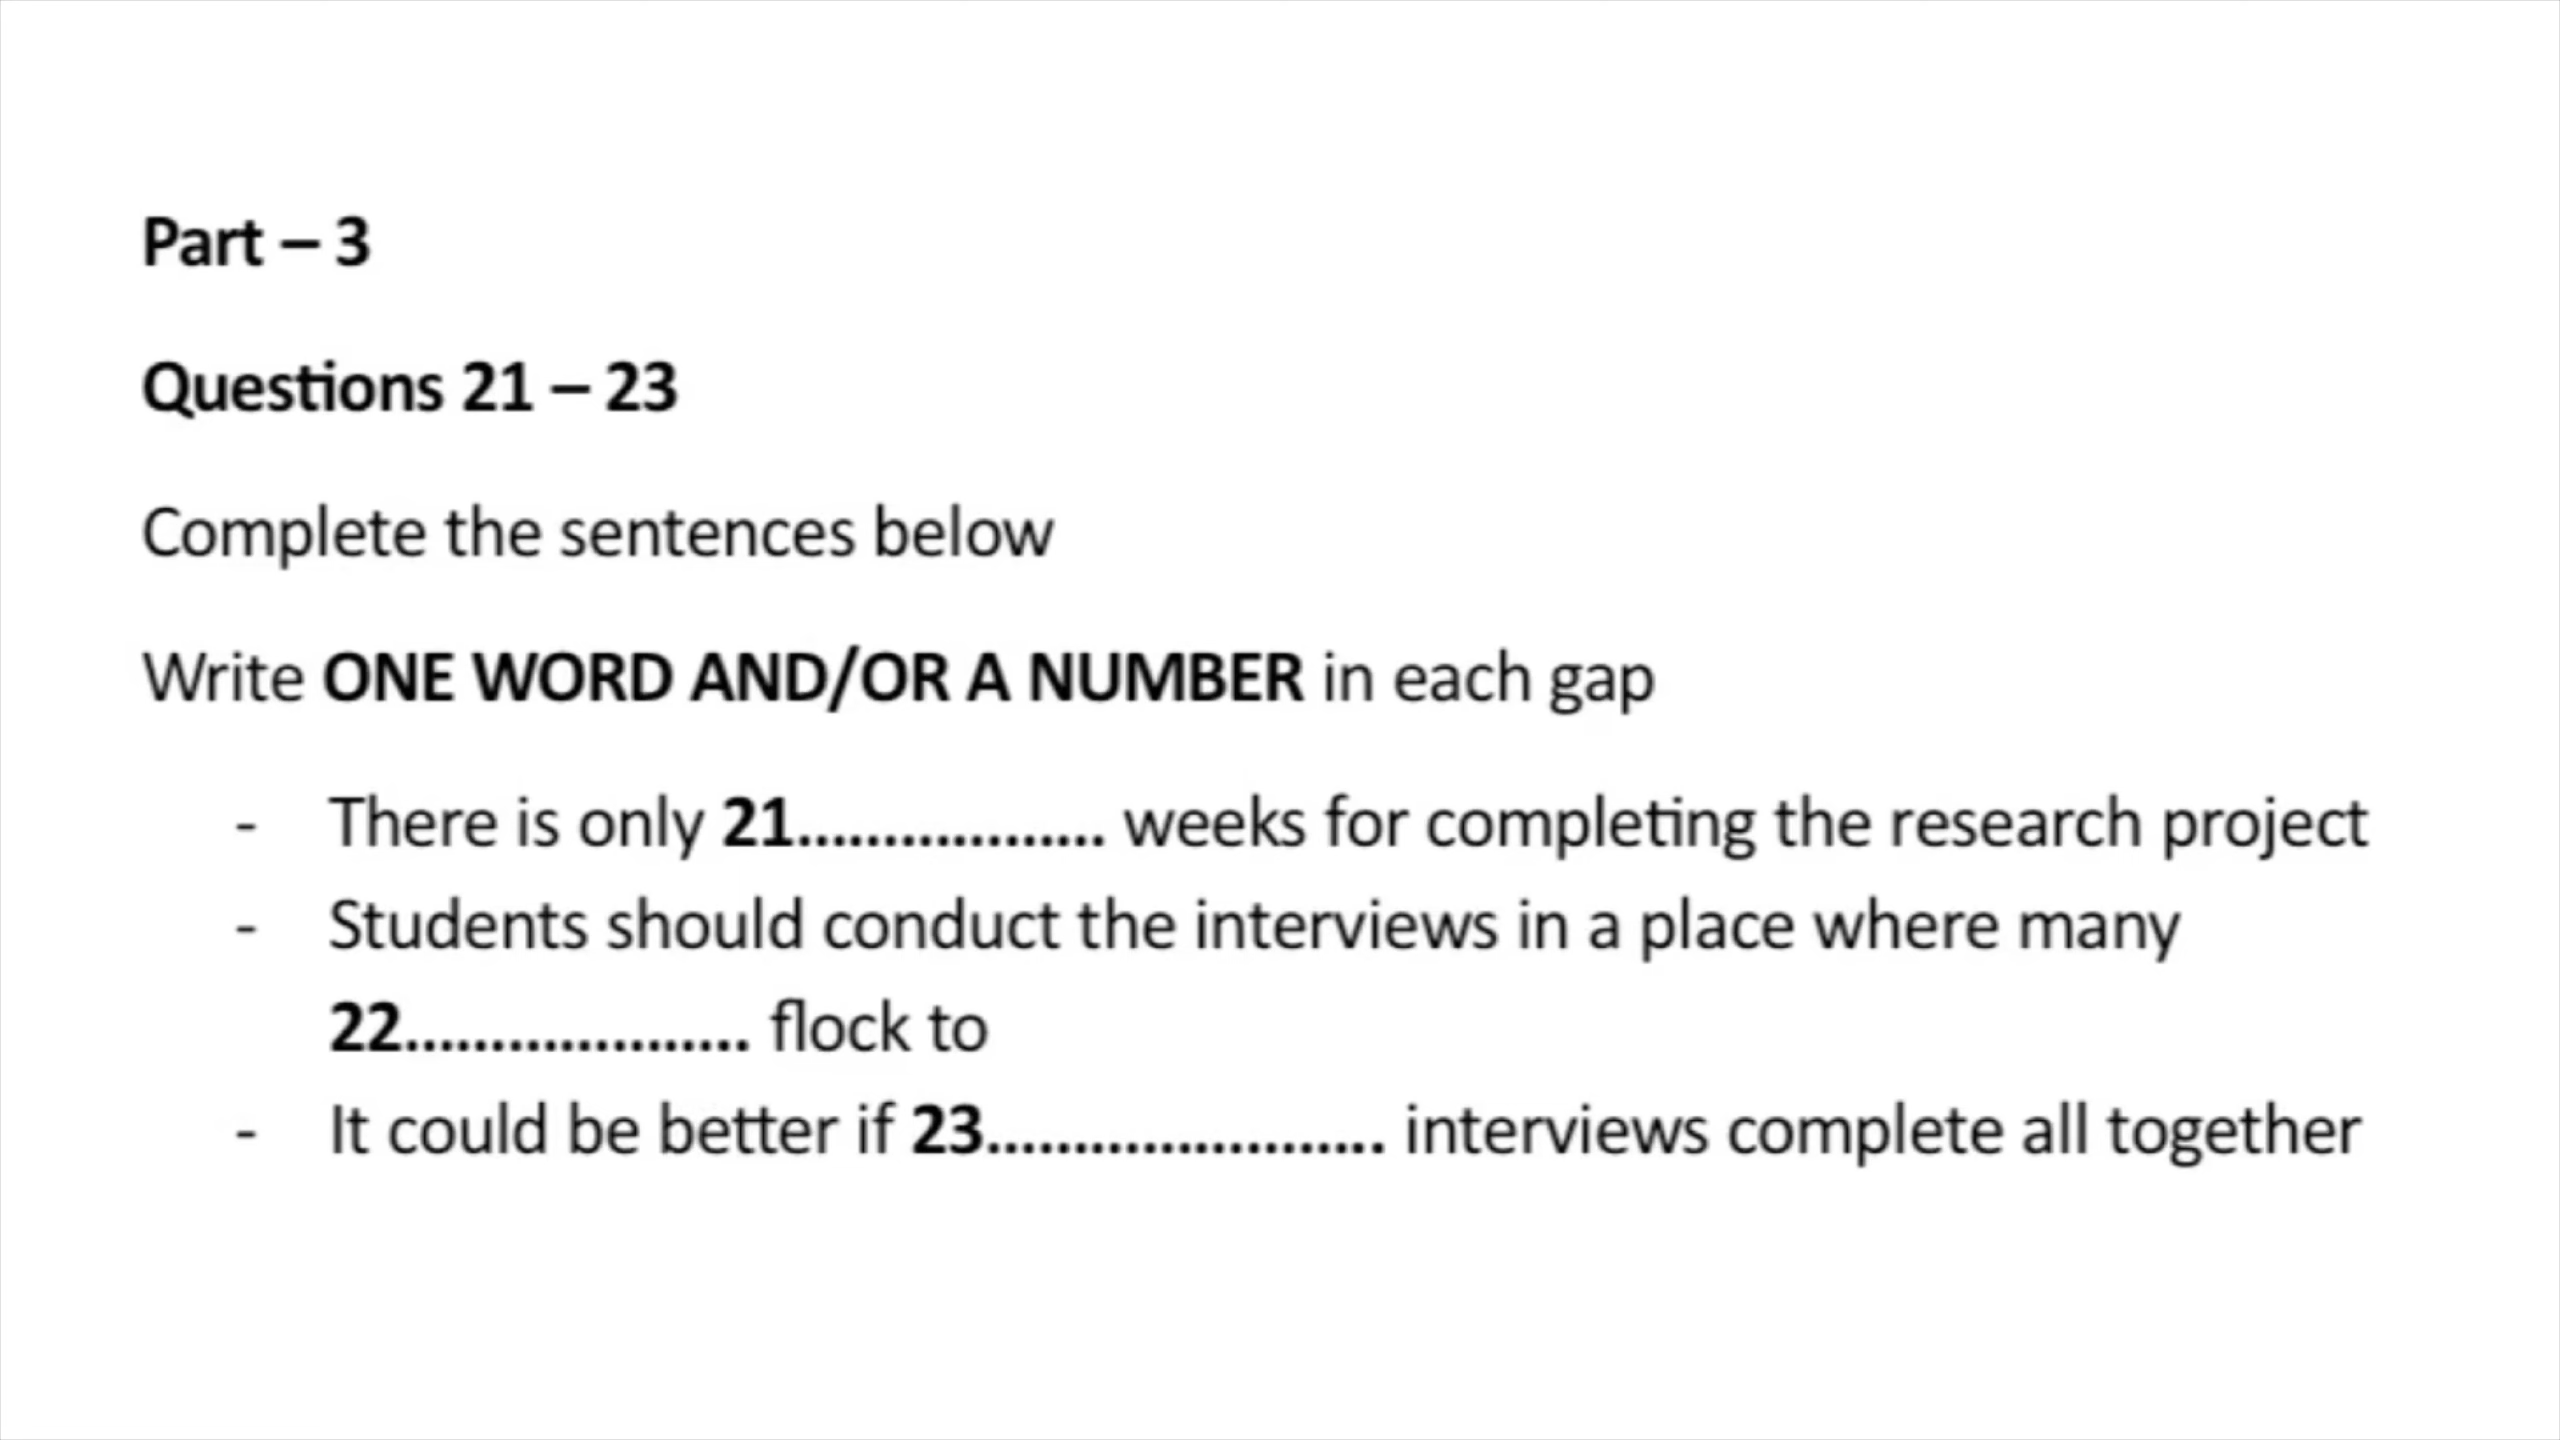 Part – 3
Questions 21 – 23
Complete the sentences below
Write ONE WORD AND/OR A NUMBER in each gap
- There is only 21.................. weeks for completing the research project
- Students should conduct the interviews in a place where many
22.................... flock to
- It could be better if 23....................... interviews complete all together